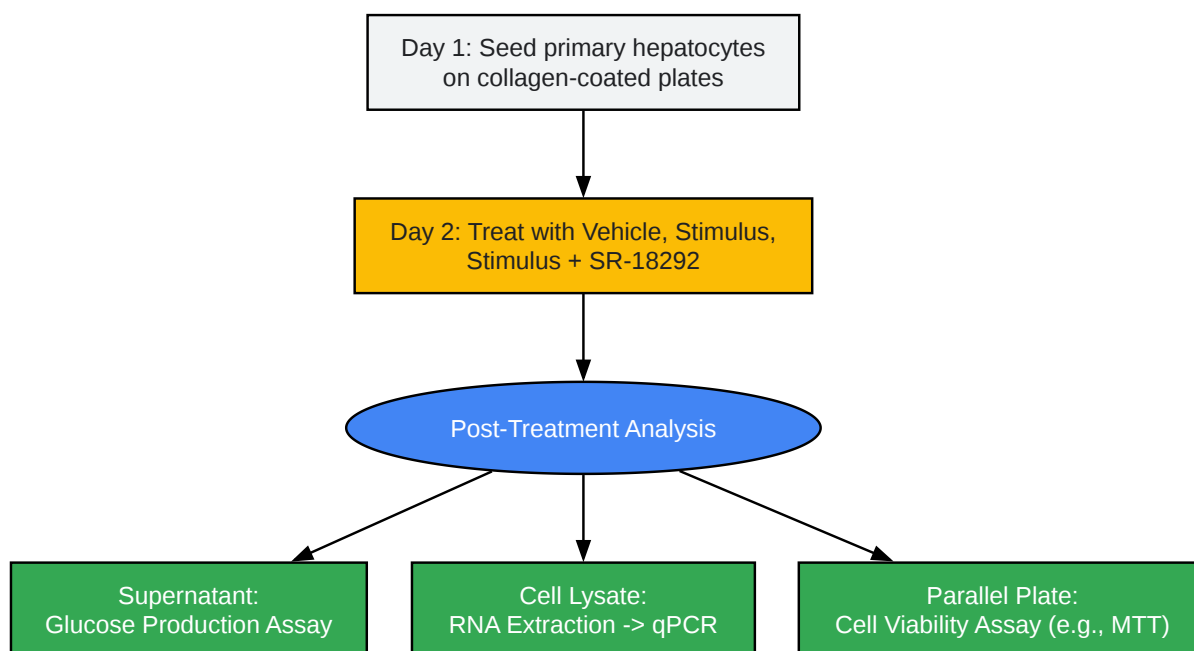 Day 1: Seed primary hepatocytes
on collagen-coated plates
Day 2: Treat with Vehicle, Stimulus,
Stimulus + SR-18292
Post-Treatment Analysis
Supernatant:
Glucose Production Assay
Cell Lysate:
RNA Extraction -> qPCR
Parallel Plate:
Cell Viability Assay (e.g., MTT)